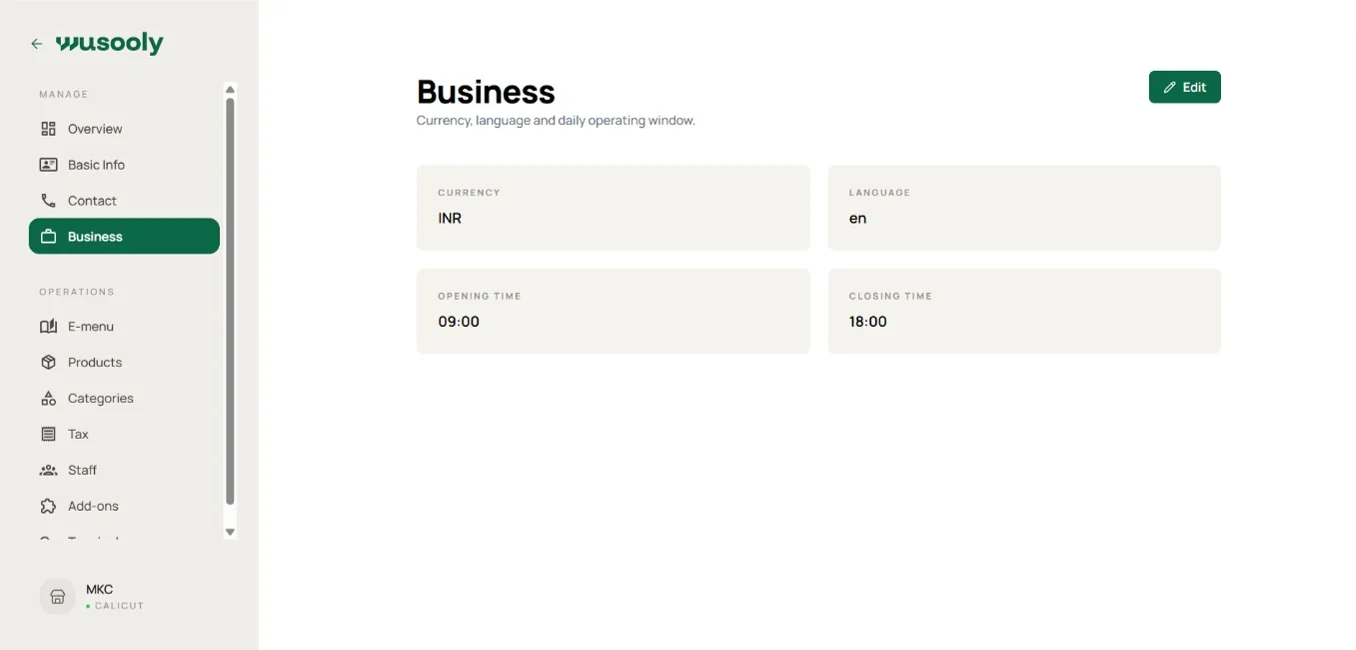 wusooly
MANAGE
Overview
Basic Info
Contact
Business
OPERATIONS
E-menu
Products
Categories
Tax
Staff
Add-ons
MKC
CALICUT
Business
Currency, language and daily operating window.
Edit
CURRENCY
INR
LANGUAGE
en
OPENING TIME
09:00
CLOSING TIME
18:00